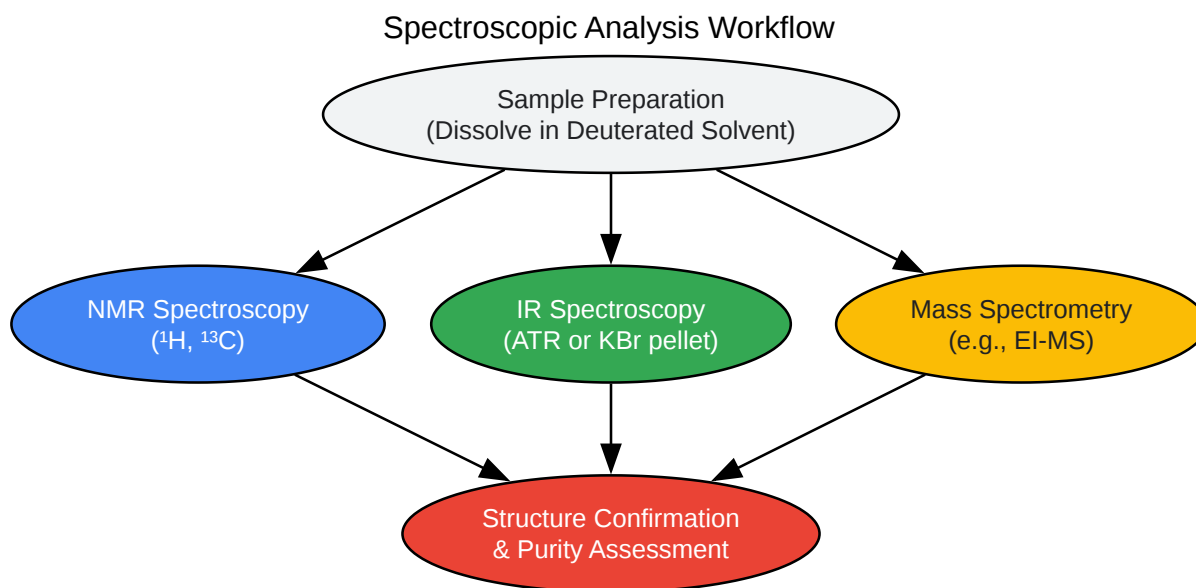 Spectroscopic Analysis Workflow
Sample Preparation
(Dissolve in Deuterated Solvent)
NMR Spectroscopy
(¹H, ¹³C)
IR Spectroscopy
(ATR or KBr pellet)
Mass Spectrometry
(e.g., EI-MS)
Structure Confirmation
& Purity Assessment